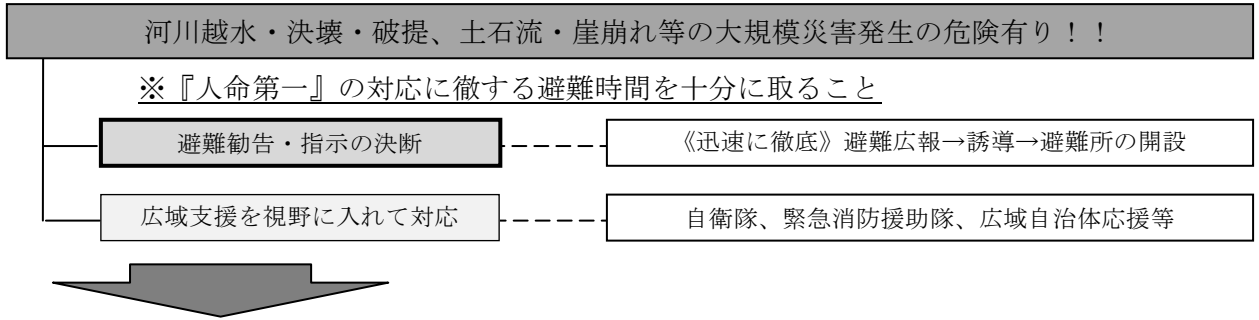 河川越水・決壊・破提、土石流・崖崩れ等の大規模災害発生の危険有り！！
※『人命第一』の対応に徹する避難時間を十分に取ること
避難勧告・指示の決断
《迅速に徹底》避難広報→誘導→避難所の開設
広域支援を視野に入れて対応
自衛隊、緊急消防援助隊、広域自治体応援等